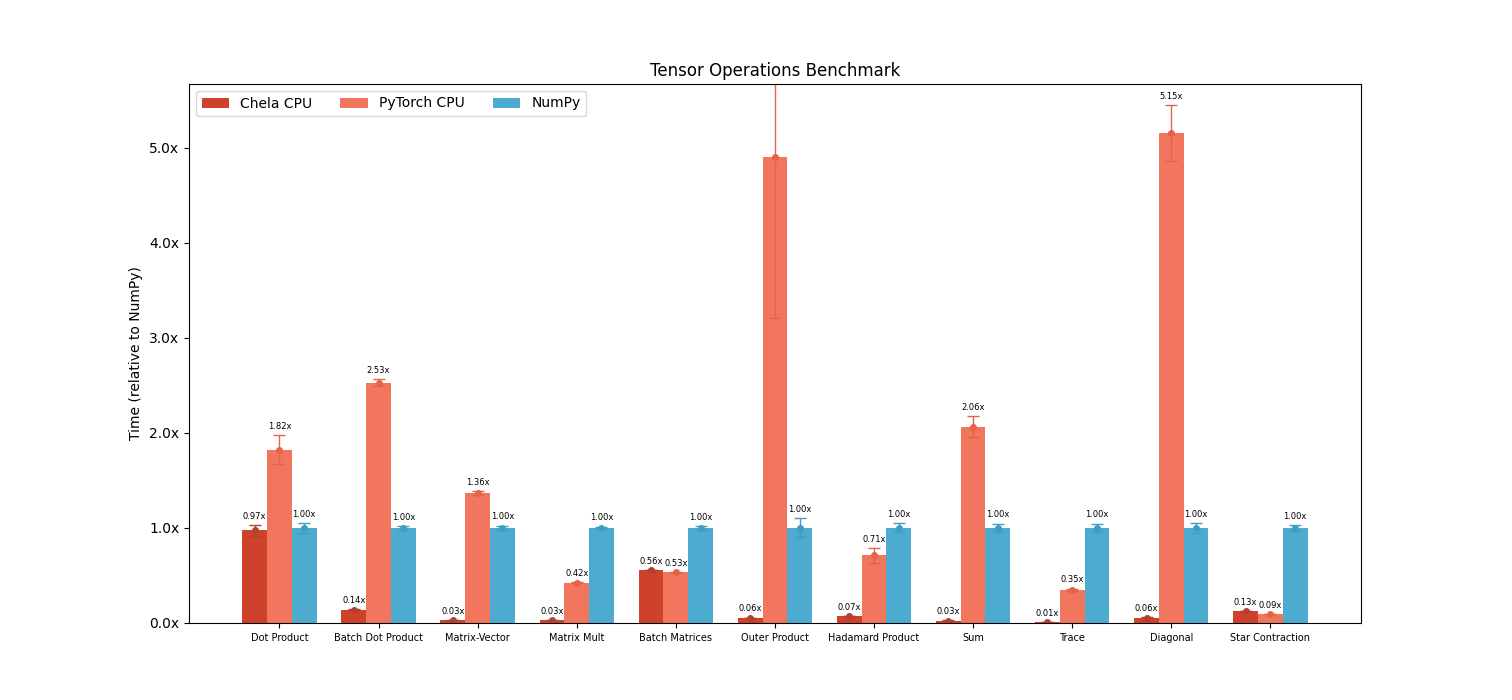 Tensor Operations Benchmark
Chela CPU PyTorch CPU NumPy
Time (relative to NumPy)
5.0x
4.0x
3.0x
2.0x
1.0x
0.0x
0.97x 1.82x 1.00x
0.14x 2.53x 1.00x
0.03x 1.36x 1.00x
0.03x 0.42x 1.00x
0.56x 0.53x 1.00x
0.06x 1.00x
0.07x 0.71x 1.00x
0.03x 2.06x 1.00x
0.01x 0.35x 1.00x
0.06x 5.15x 1.00x
0.13x 0.09x 1.00x
Dot Product Batch Dot Product Matrix-Vector Matrix Mult Batch Matrices Outer Product Hadamard Product Sum Trace Diagonal Star Contraction